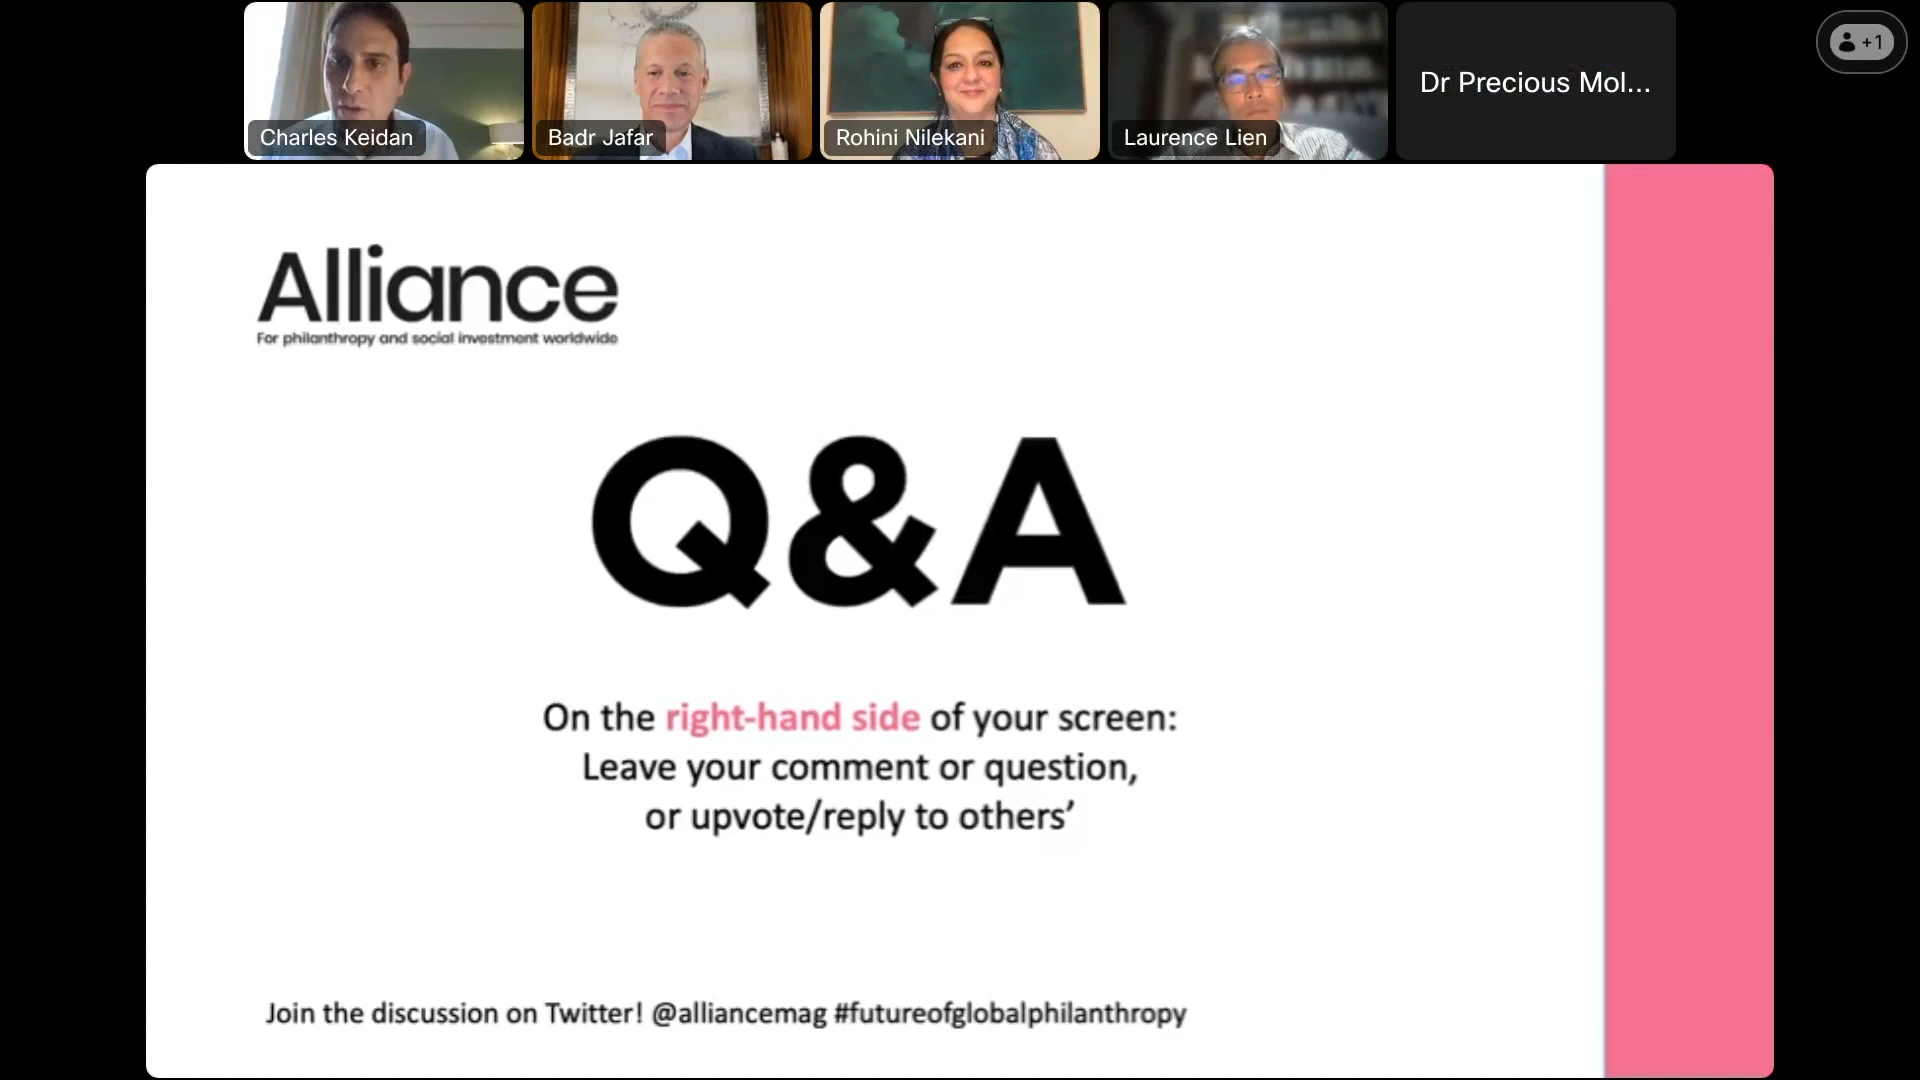 Charles Keidan
Badr Jafar
Rohini Nilekani
Laurence Lien
Dr Precious Mol...
+1
Alliance
For philanthropy and social investment worldwide
Q&A
On the right-hand side of your screen:
Leave your comment or question,
or upvote/reply to others’
Join the discussion on Twitter! @alliancemag #futureofglobalphilanthropy